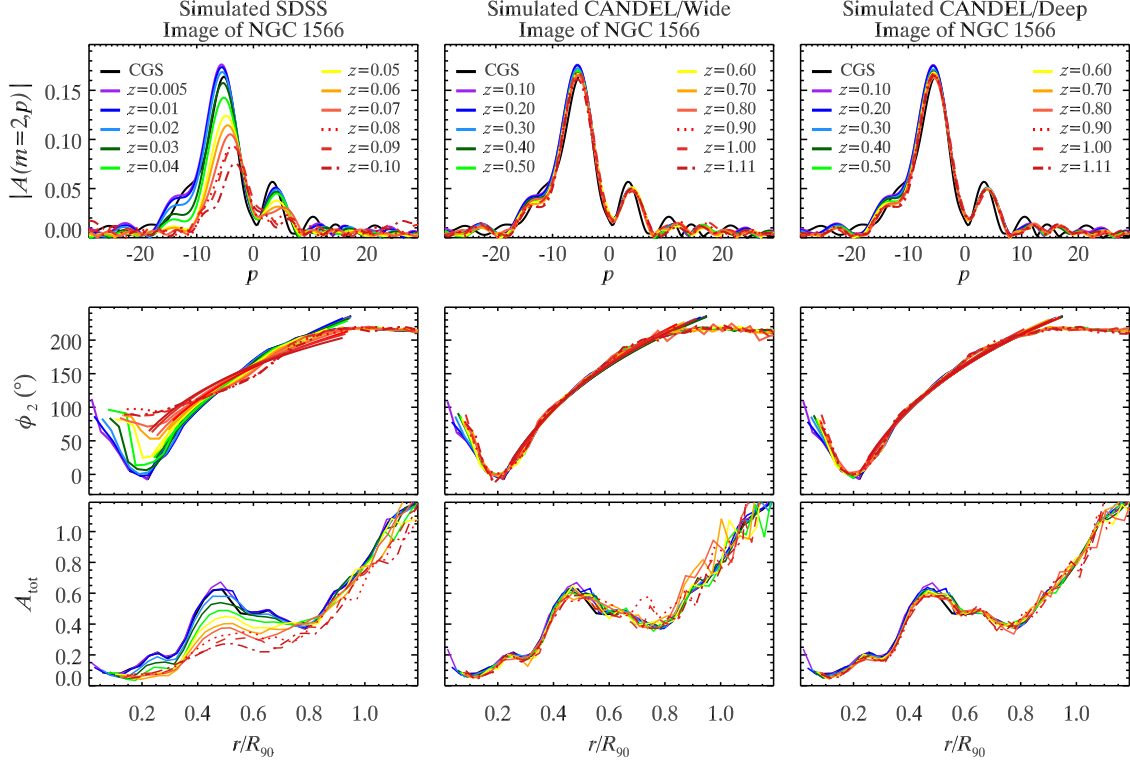 Simulated SDSS
Image of NGC 1566
Simulated CANDEL/Wide
Image of NGC 1566
Simulated CANDEL/Deep
Image of NGC 1566
|A(m=2,p)|
0.15
0.10
0.05
0.00
CGS
z=0.005
z=0.01
z=0.02
z=0.03
z=0.04
z=0.05
z=0.06
z=0.07
z=0.08
z=0.09
z=0.10
CGS
z=0.10
z=0.20
z=0.30
z=0.40
z=0.50
z=0.60
z=0.70
z=0.80
z=0.90
z=1.00
z=1.11
CGS
z=0.10
z=0.20
z=0.30
z=0.40
z=0.50
z=0.60
z=0.70
z=0.80
z=0.90
z=1.00
z=1.11
-20 -10 0 10 20
-20 -10 0 10 20
-20 -10 0 10 20
p
p
p
ϕ₂ (°)
200
150
100
50
0
A_tot
1.0
0.8
0.6
0.4
0.2
0.0
0.2 0.4 0.6 0.8 1.0
0.2 0.4 0.6 0.8 1.0
0.2 0.4 0.6 0.8 1.0
r/R₉₀
r/R₉₀
r/R₉₀